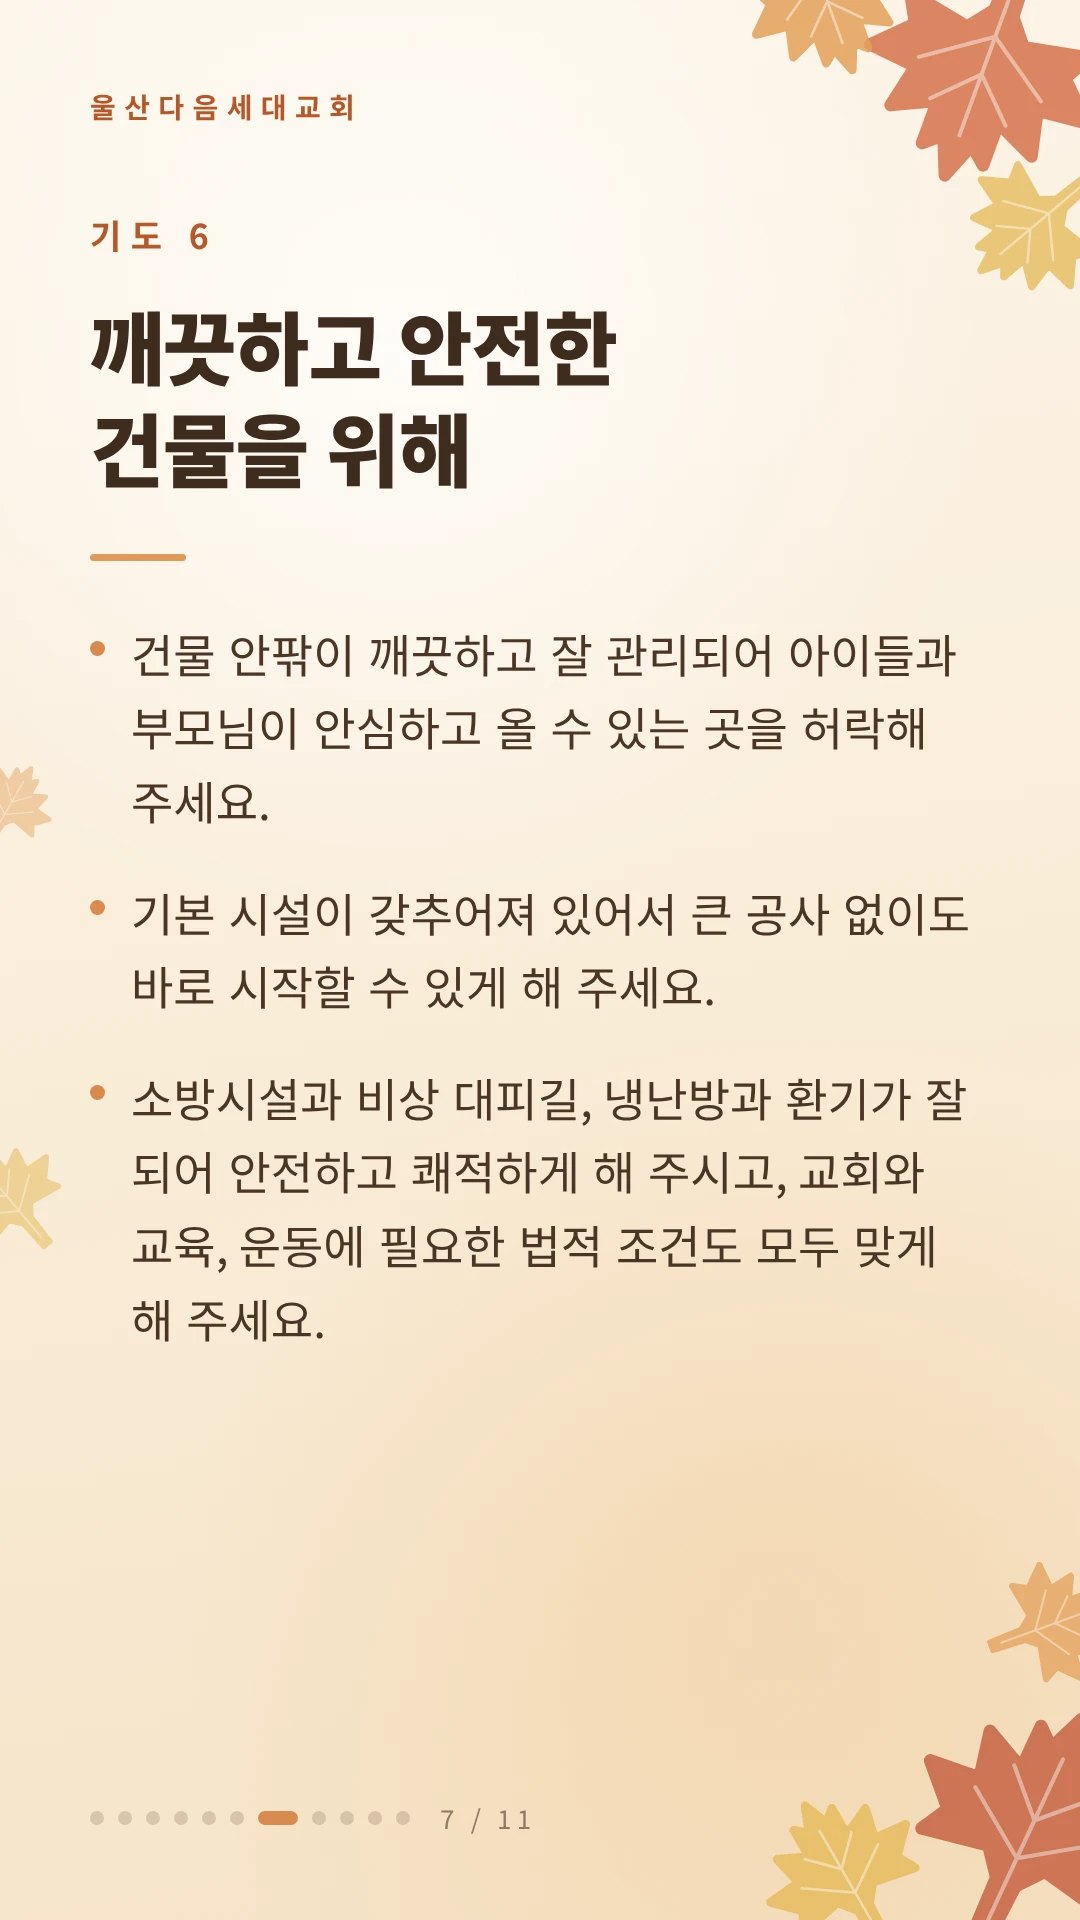 울산다음세대교회
기도 6
깨끗하고 안전한
건물을 위해
건물 안팎이 깨끗하고 잘 관리되어 아이들과
부모님이 안심하고 올 수 있는 곳을 허락해
주세요.
기본 시설이 갖추어져 있어서 큰 공사 없이도
바로 시작할 수 있게 해 주세요.
소방시설과 비상 대피길, 냉난방과 환기가 잘
되어 안전하고 쾌적하게 해 주시고, 교회와
교육, 운동에 필요한 법적 조건도 모두 맞게
해 주세요.
7 / 11